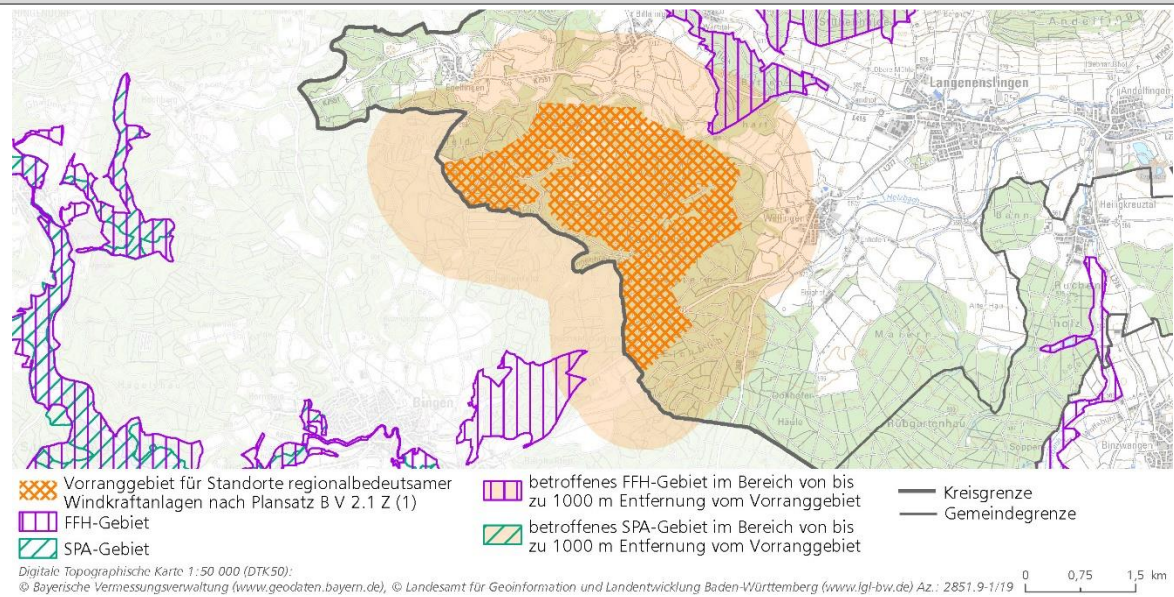 Langenenslingen
Andelfingen
Egelfingen
Wilflingen
Heiligkreuztal
Bingen
Binzwangen
Vorranggebiet für Standorte regionalbedeutsamer
Windkraftanlagen nach Plansatz B V 2.1 Z (1)
FFH-Gebiet
SPA-Gebiet
betroffenes FFH-Gebiet im Bereich von bis
zu 1000 m Entfernung vom Vorranggebiet
betroffenes SPA-Gebiet im Bereich von bis
zu 1000 m Entfernung vom Vorranggebiet
Kreisgrenze
Gemeindegrenze
Digitale Topographische Karte 1:50 000 (DTK50):
© Bayerische Vermessungsverwaltung (www.geodaten.bayern.de), © Landesamt für Geoinformation und Landentwicklung Baden-Württemberg (www.lgl-bw.de) Az.: 2851.9-1/19
0 0,75 1,5 km